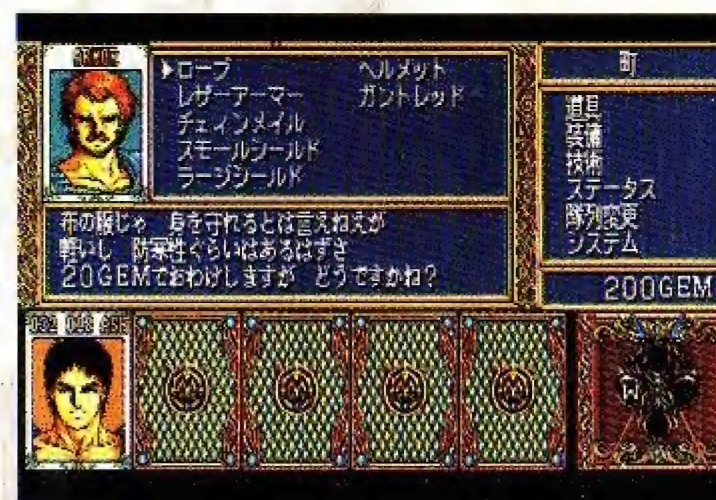 ARMOR
ロープ ヘルメット
レザーアーマー ガントレッド
チェインメイル
スモールシールド
ラージシールド
町
道具
装備
技術
ステータス
隊列変更
システム
布の服じゃ 身を守れるとは言えねえが
軽いし 防寒性ぐらいはあるはずさ
20GEMでおわけしますが どうですかね?
200GEM